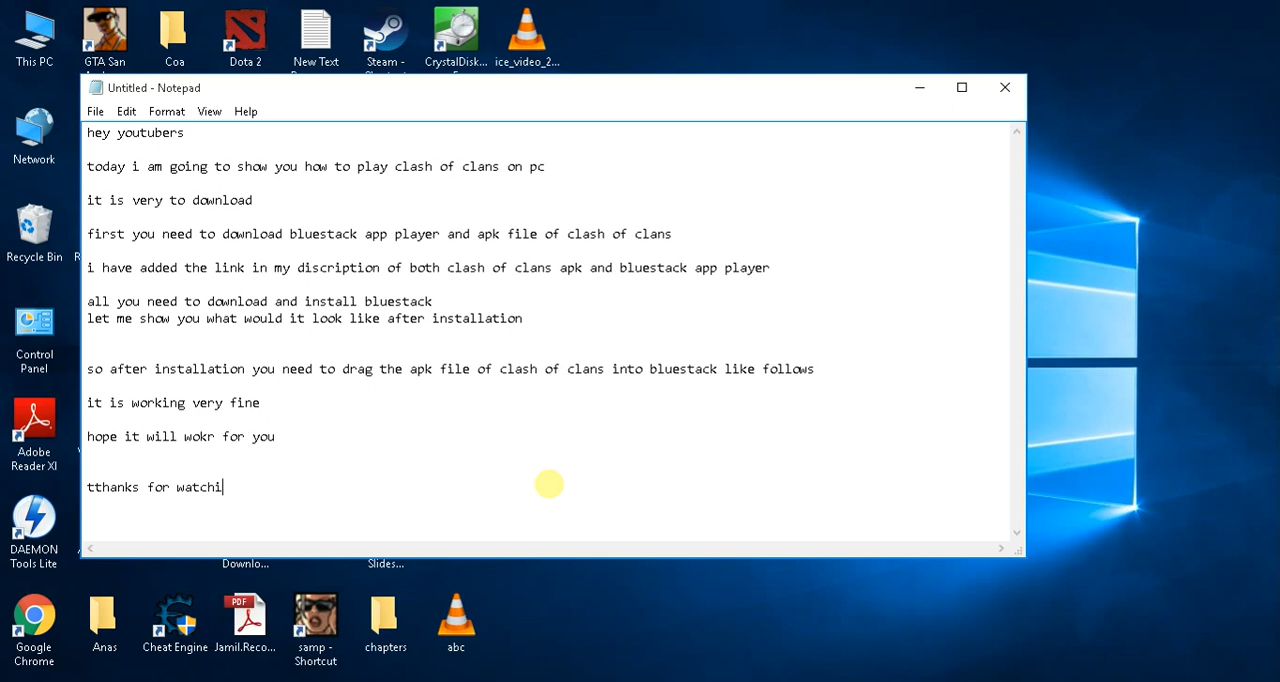 This PC
GTA San
Coa
Dota 2
New Text
Steam -
CrystalDisk...
ice_video_2...
Untitled - Notepad
File Edit Format View Help
hey youtubers
today i am going to show you how to play clash of clans on pc
it is very to download
first you need to download bluestack app player and apk file of clash of clans
i have added the link in my discription of both clash of clans apk and bluestack app player
all you need to download and install bluestack
let me show you what would it look like after installation
so after installation you need to drag the apk file of clash of clans into bluestack like follows
it is working very fine
hope it will wokr for you
tthanks for watchi
Network
Recycle Bin
Control
Panel
Adobe
Reader XI
DAEMON
Tools Lite
Downlo...
Slides...
Google
Chrome
Anas
Cheat Engine
PDF
Jamil.Reco...
samp -
Shortcut
chapters
abc